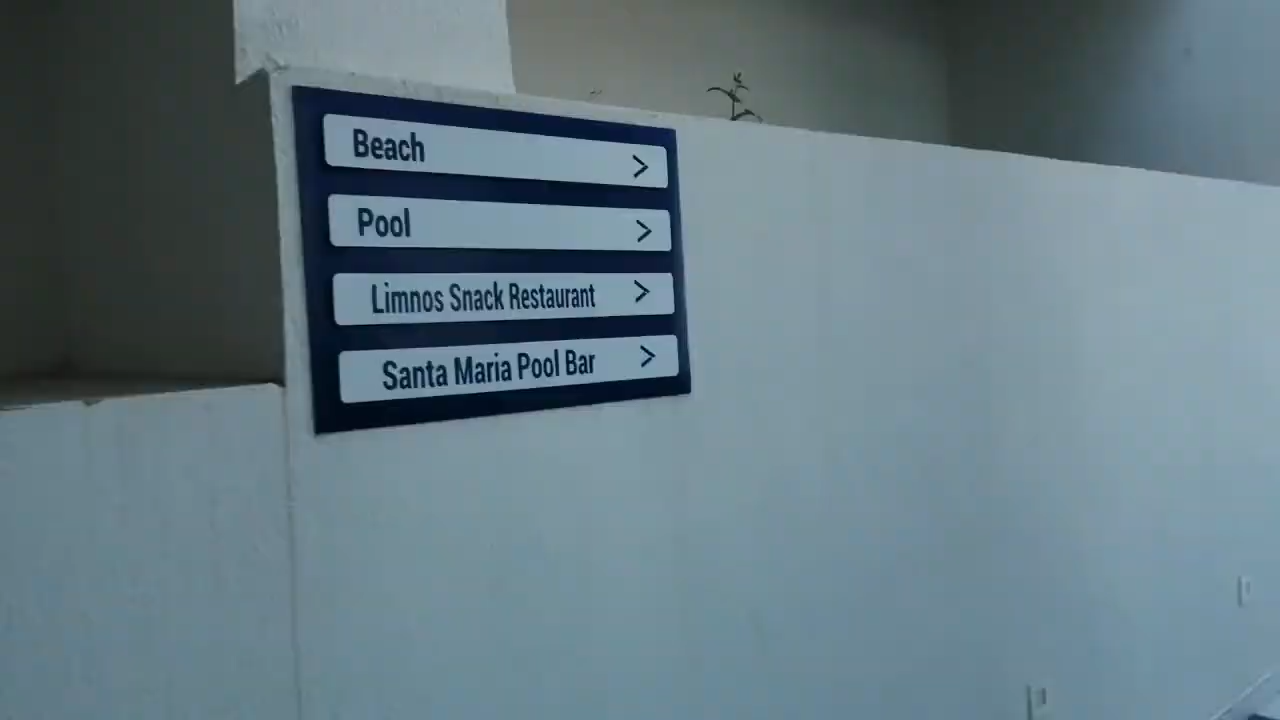 Beach >
Pool >
Limnos Snack Restaurant >
Santa Maria Pool Bar >